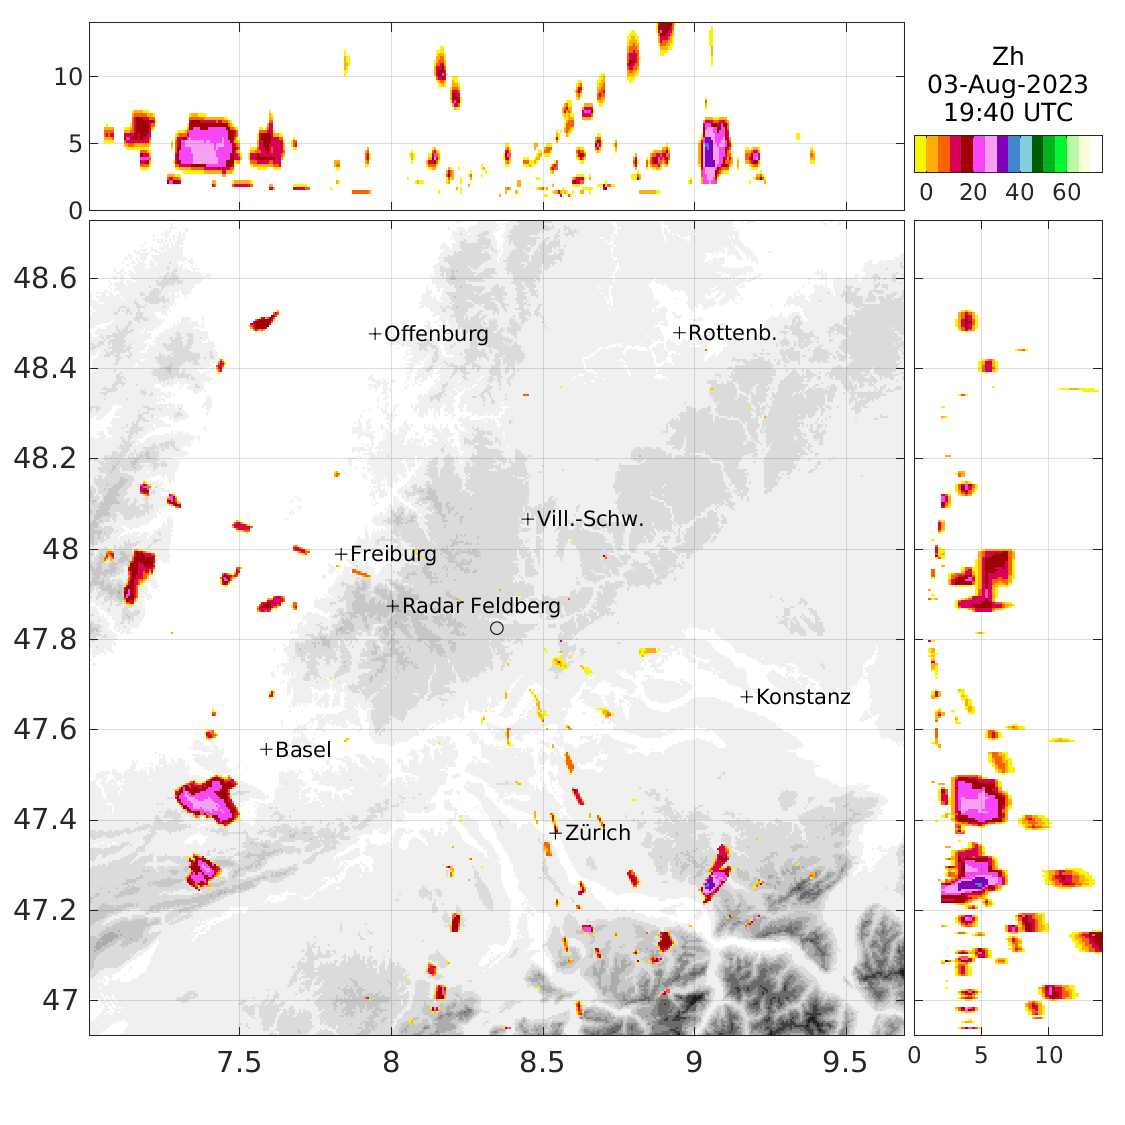 10
5
0
Zh
03-Aug-2023
19:40 UTC
0 20 40 60
48.6
48.4
48.2
48
47.8
47.6
47.4
47.2
47
Offenburg
Rottenb.
Vill.-Schw.
Freiburg
Radar Feldberg
Konstanz
Basel
Zürich
7.5 8 8.5 9 9.5
0 5 10